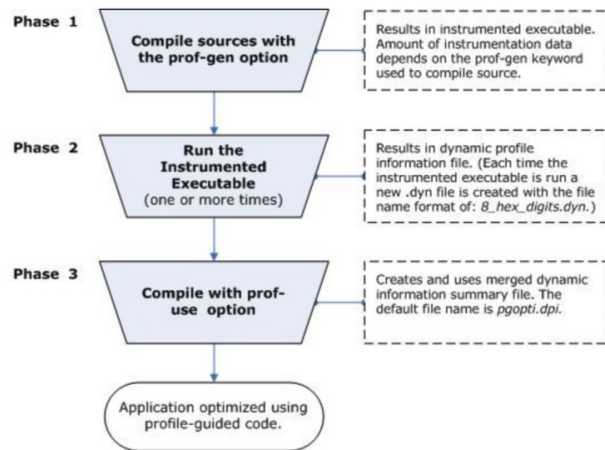 Phase 1
Compile sources with
the prof-gen option
Results in instrumented executable.
Amount of instrumentation data
depends on the prof-gen keyword
used to compile source.
Phase 2
Run the
Instrumented
Executable
(one or more times)
Results in dynamic profile
information file. (Each time the
instrumented executable is run a
new .dyn file is created with the file
name format of: 8_hex_digits.dyn.)
Phase 3
Compile with prof-
use option
Creates and uses merged dynamic
information summary file. The
default file name is pgopti.dpi.
Application optimized using
profile-guided code.